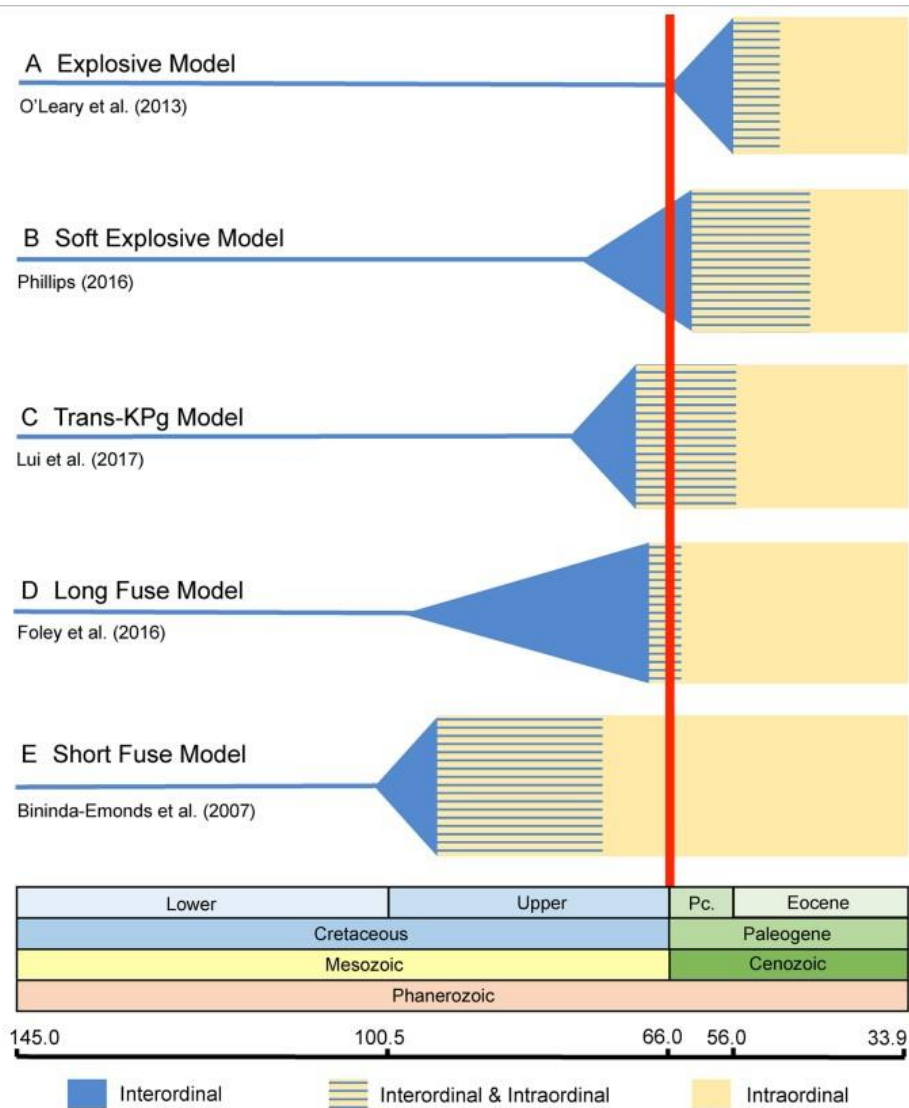 A Explosive Model
O'Leary et al. (2013)
B Soft Explosive Model
Phillips (2016)
C Trans-KPg Model
Lui et al. (2017)
D Long Fuse Model
Foley et al. (2016)
E Short Fuse Model
Bininda-Emonds et al. (2007)
Lower Upper Pc. Eocene
Cretaceous Paleogene
Mesozoic Cenozoic
Phanerozoic
145.0 100.5 66.0 56.0 33.9
Interordinal Interordinal & Intraordinal Intraordinal